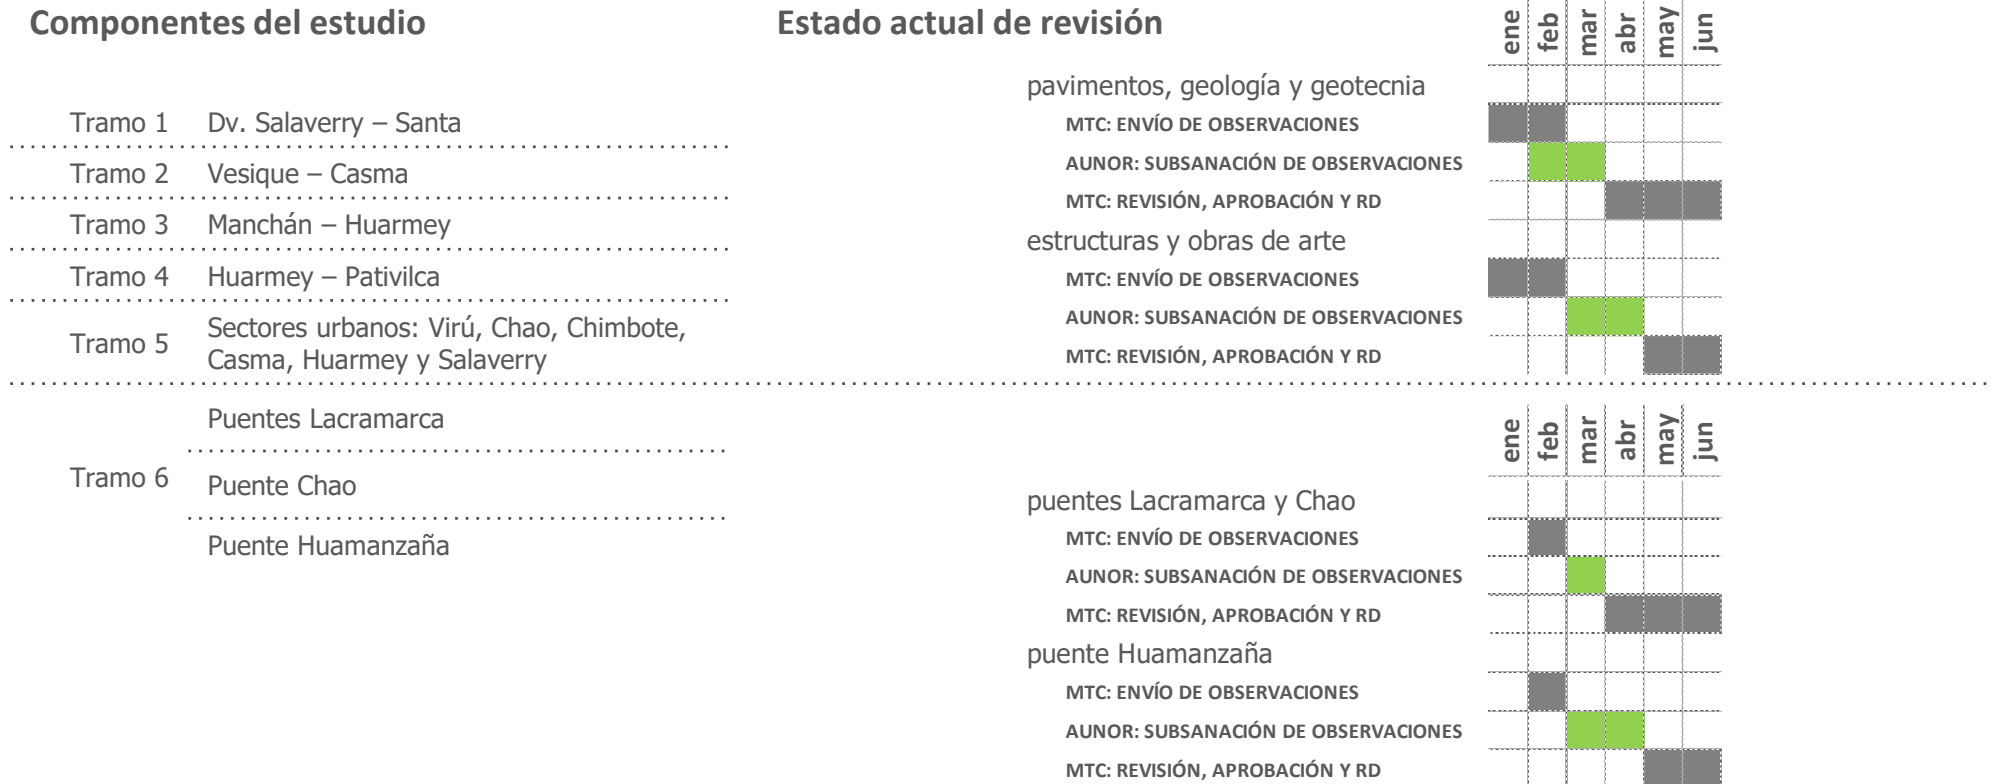 Componentes del estudio
Estado actual de revisión
ene feb mar abr may jun
Tramo 1 Dv. Salaverry – Santa
Tramo 2 Vesique – Casma
Tramo 3 Manchán – Huarmey
Tramo 4 Huarmey – Pativilca
Tramo 5 Sectores urbanos: Virú, Chao, Chimbote,
Casma, Huarmey y Salaverry
pavimentos, geología y geotecnia
MTC: ENVÍO DE OBSERVACIONES
AUNOR: SUBSANACIÓN DE OBSERVACIONES
MTC: REVISIÓN, APROBACIÓN Y RD
estructuras y obras de arte
MTC: ENVÍO DE OBSERVACIONES
AUNOR: SUBSANACIÓN DE OBSERVACIONES
MTC: REVISIÓN, APROBACIÓN Y RD
Tramo 6
Puentes Lacramarca
Puente Chao
Puente Huamanzaña
ene feb mar abr may jun
puentes Lacramarca y Chao
MTC: ENVÍO DE OBSERVACIONES
AUNOR: SUBSANACIÓN DE OBSERVACIONES
MTC: REVISIÓN, APROBACIÓN Y RD
puente Huamanzaña
MTC: ENVÍO DE OBSERVACIONES
AUNOR: SUBSANACIÓN DE OBSERVACIONES
MTC: REVISIÓN, APROBACIÓN Y RD